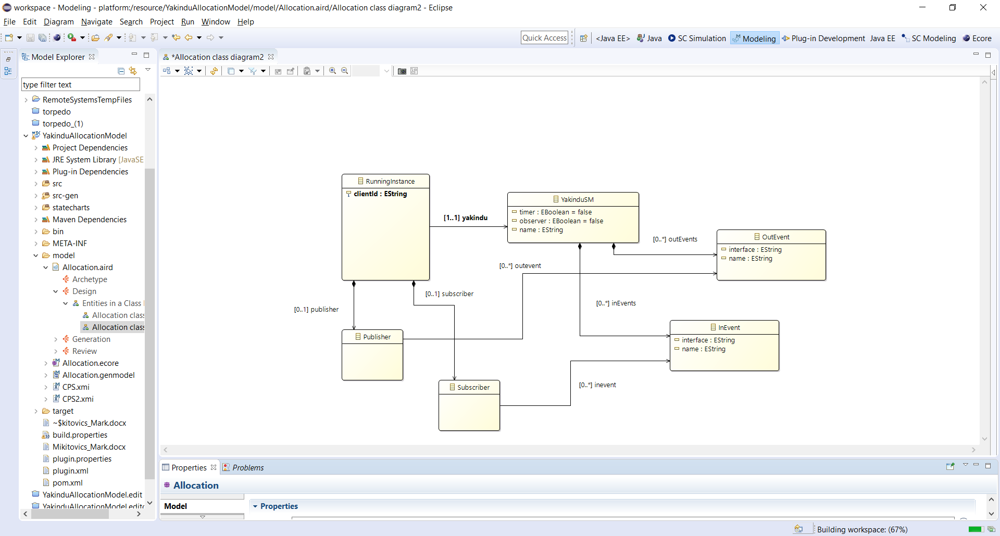 workspace - Modeling - platform:/resource/YakinduAllocationModel/model/Allocation.aird/Allocation class diagram2 - Eclipse
File Edit Diagram Navigate Search Project Run Window Help
Quick Access <Java EE> Java SC Simulation Modeling Plug-in Development Java EE SC Modeling Ecore
Model Explorer
type filter text
RemoteSystemsTempFiles
torpedo
torpedo_(1)
YakinduAllocationModel
Project Dependencies
JRE System Library [JavaSE
Plug-in Dependencies
src
src-gen
statecharts
Maven Dependencies
bin
META-INF
model
Allocation.aird
Archetype
Design
Entities in a Class
Allocation class
Allocation class
Generation
Review
Allocation.ecore
Allocation.genmodel
CPS.xmi
CPS2.xmi
target
~$kitovics_Mark.docx
build.properties
Mikitovics_Mark.docx
plugin.properties
plugin.xml
pom.xml
YakinduAllocationModel.edit
YakinduAllocationModel.edito
*Allocation class diagram2
RunningInstance
clientId : EString
[1..1] yakindu
YakinduSM
timer : EBoolean = false
observer : EBoolean = false
name : EString
[0..*] outEvents
OutEvent
interface : EString
name : EString
[0..*] outevent
[0..1] subscriber
[0..1] publisher
[0..*] inEvents
Publisher
InEvent
interface : EString
name : EString
Subscriber
[0..*] inevent
Properties
Problems
Allocation
Model
Properties
Building workspace: (67%)